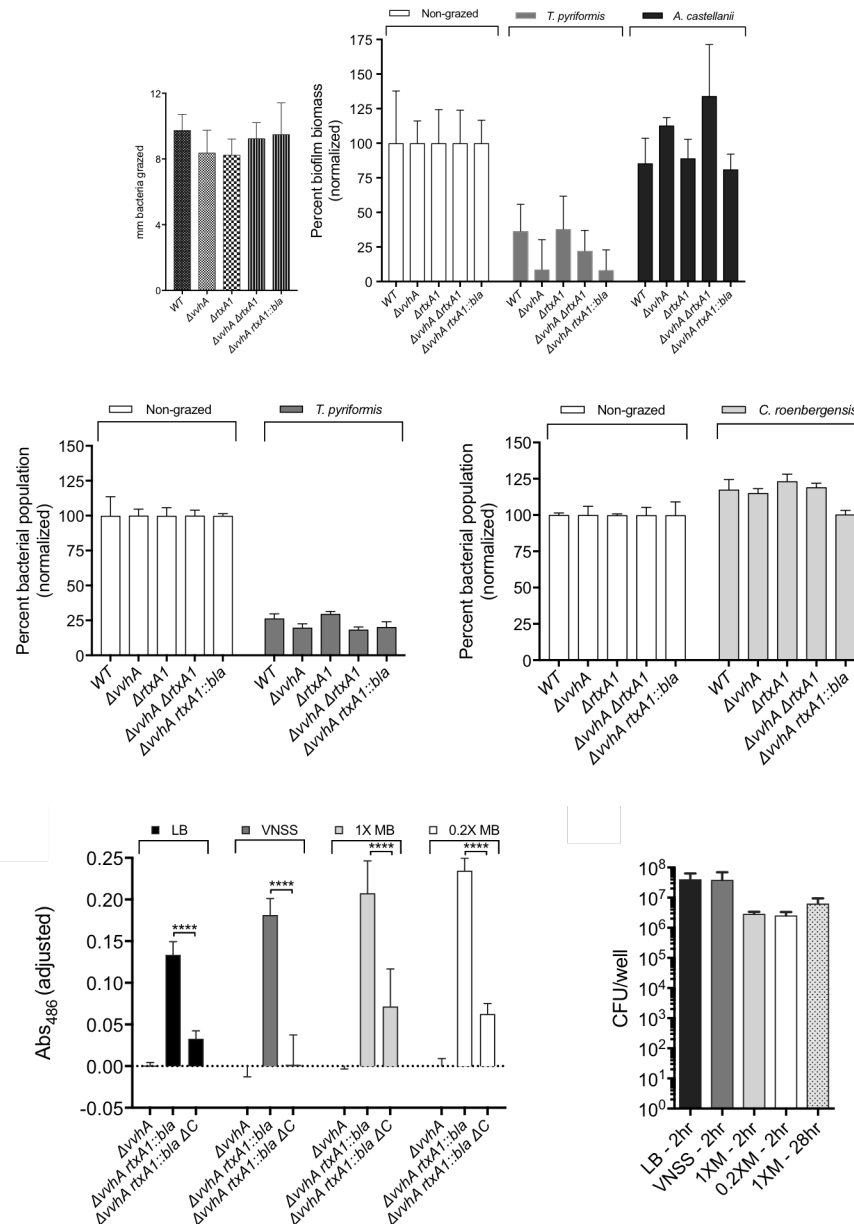 Non-grazed T. pyriformis A. castellanii
mm bacteria grazed
12
8
4
0
WT ΔvvhA ΔrtxA1 ΔvvhA ΔrtxA1 ΔvvhA rtxA1::bla
Percent biofilm biomass
(normalized)
175
150
125
100
75
50
25
0
WT ΔvvhA ΔrtxA1 ΔvvhA ΔrtxA1 ΔvvhA rtxA1::bla WT ΔvvhA ΔrtxA1 ΔvvhA ΔrtxA1 ΔvvhA rtxA1::bla WT ΔvvhA ΔrtxA1 ΔvvhA ΔrtxA1 ΔvvhA rtxA1::bla
Non-grazed T. pyriformis
Percent bacterial population
(normalized)
150
125
100
75
50
25
0
WT ΔvvhA ΔrtxA1 ΔvvhA ΔrtxA1 ΔvvhA rtxA1::bla WT ΔvvhA ΔrtxA1 ΔvvhA ΔrtxA1 ΔvvhA rtxA1::bla
Non-grazed C. roenbergensis
Percent bacterial population
(normalized)
150
125
100
75
50
25
0
WT ΔvvhA ΔrtxA1 ΔvvhA ΔrtxA1 ΔvvhA rtxA1::bla WT ΔvvhA ΔrtxA1 ΔvvhA ΔrtxA1 ΔvvhA rtxA1::bla
LB VNSS 1X MB 0.2X MB
**** **** **** ****
Abs486 (adjusted)
0.25
0.20
0.15
0.10
0.05
0.00
-0.05
ΔvvhA ΔvvhA rtxA1::bla ΔvvhA rtxA1::bla ΔC ΔvvhA ΔvvhA rtxA1::bla ΔvvhA rtxA1::bla ΔC ΔvvhA ΔvvhA rtxA1::bla ΔvvhA rtxA1::bla ΔC ΔvvhA ΔvvhA rtxA1::bla ΔvvhA rtxA1::bla ΔC
CFU/well
10⁸
10⁷
10⁶
10⁵
10⁴
10³
10²
10¹
10⁰
LB - 2hr VNSS - 2hr 1XM - 2hr 0.2XM - 2hr 1XM - 28hr